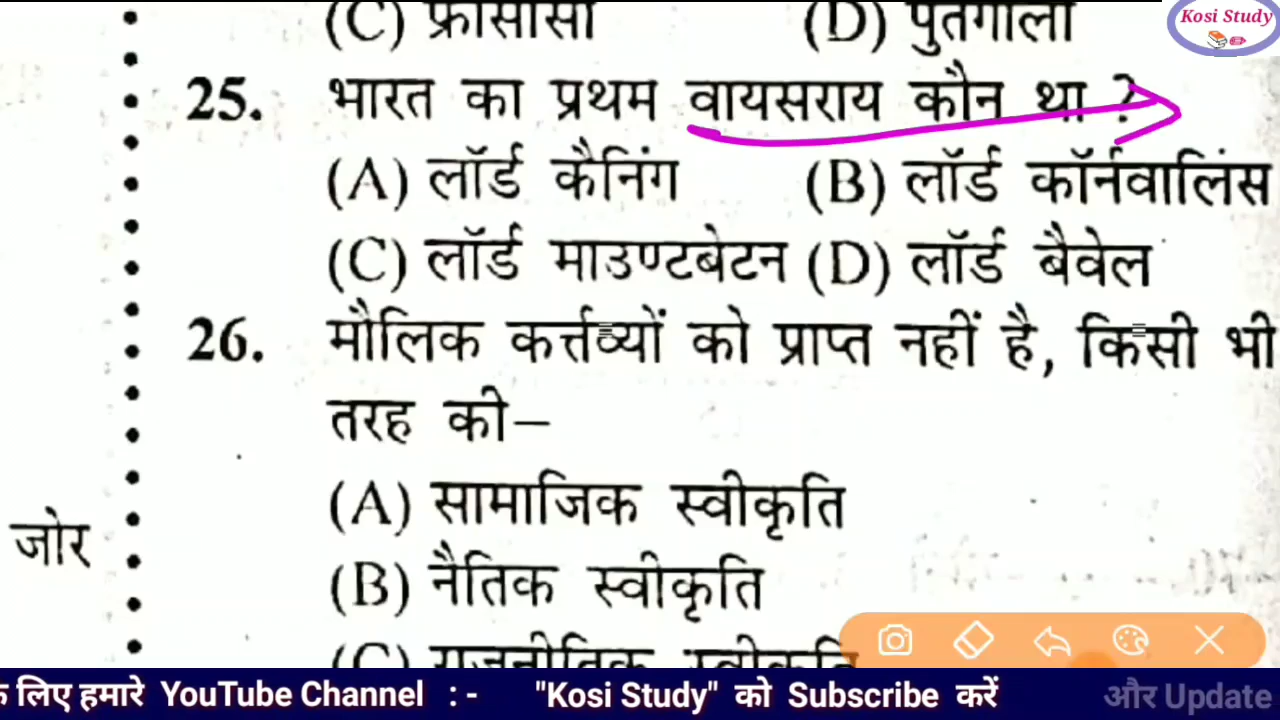 (C) फ्रांसीसी (D) पुर्तगाली
Kosi Study
25. भारत का प्रथम वायसराय कौन था ?
(A) लॉर्ड कैनिंग (B) लॉर्ड कॉर्नवालिंस
(C) लॉर्ड माउण्टबेटन (D) लॉर्ड बैवेल
26. मौलिक कर्त्तव्यों को प्राप्त नहीं है, किसी भी
तरह की–
(A) सामाजिक स्वीकृति
जोर
(B) नैतिक स्वीकृति
(C) राजनीतिक स्वीकृति
लिए हमारे YouTube Channel : - "Kosi Study" को Subscribe करें और Update